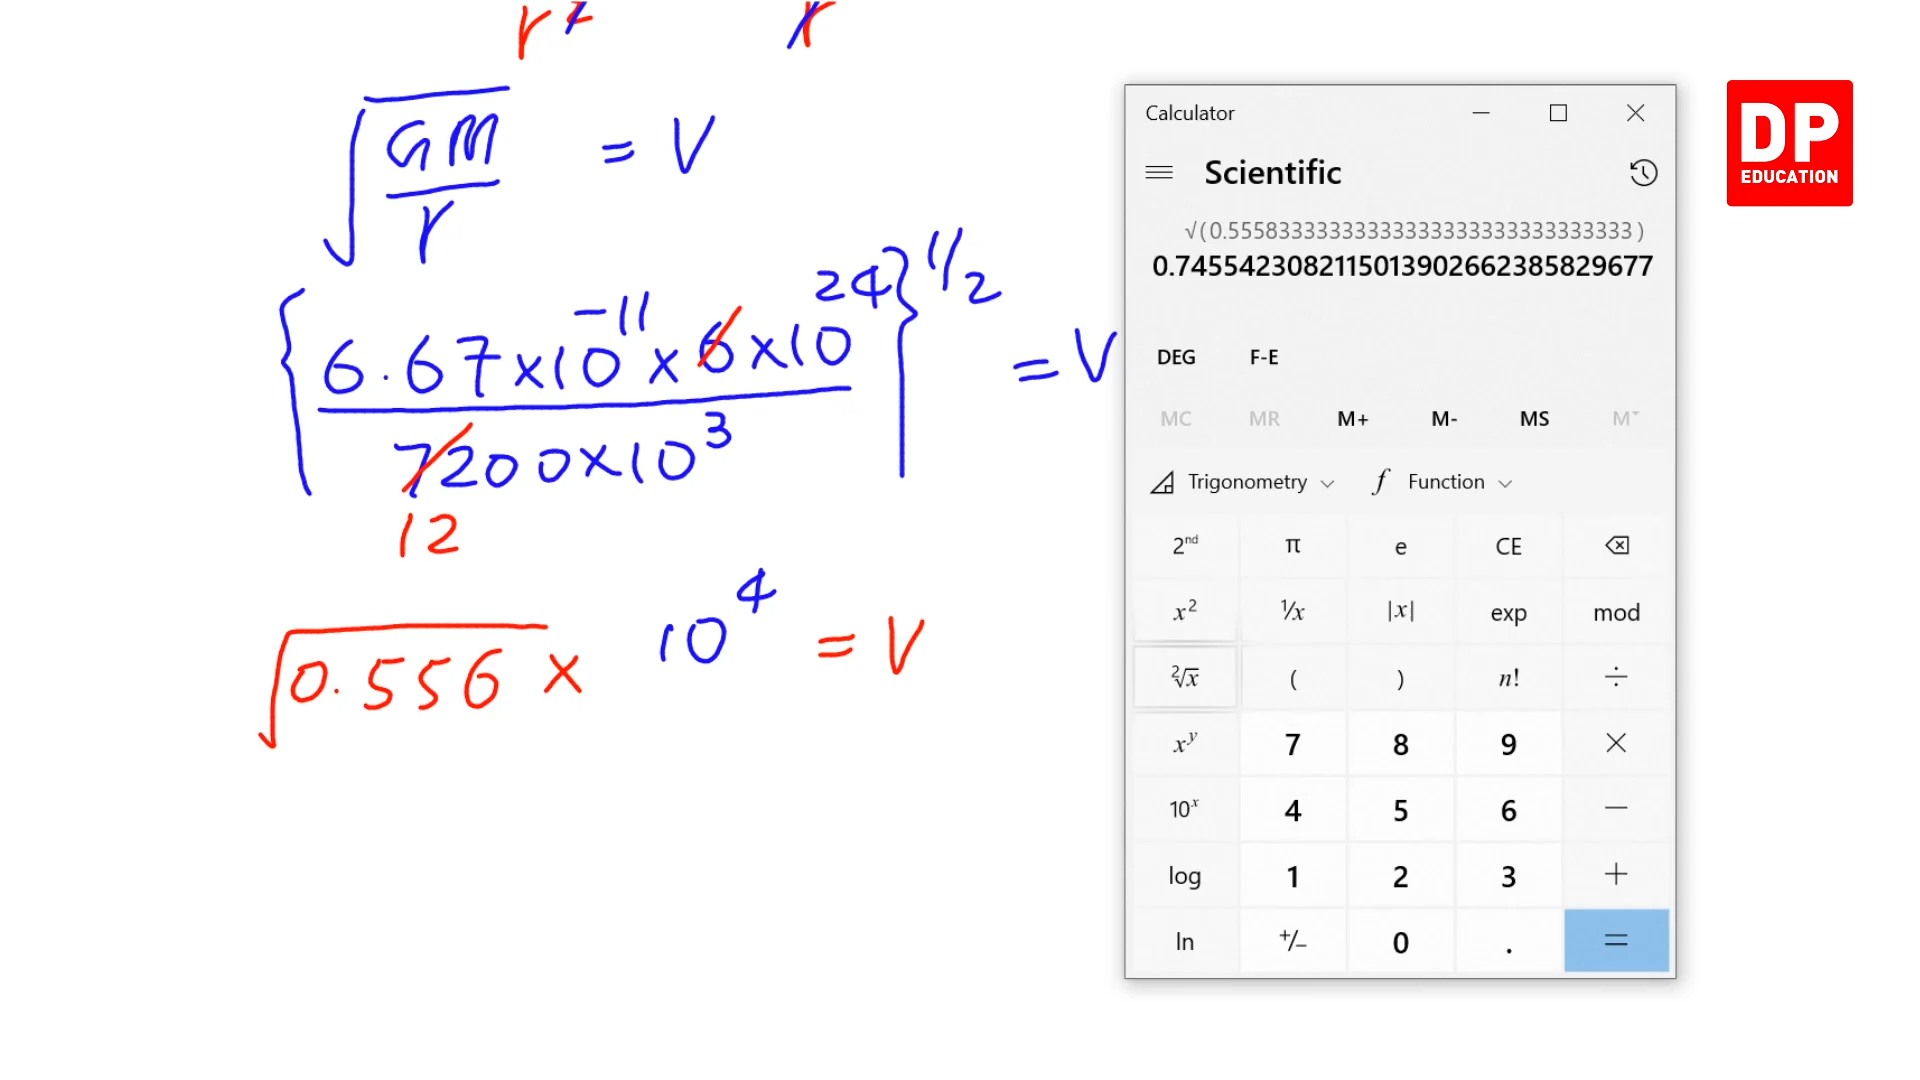 r² r
√(GM/r) = V
{(6.67×10⁻¹¹ × 6×10²⁴)/(7200×10³)}^(1/2) = V
12
√0.556 × 10⁴ = V
Calculator
Scientific
√(0.55583333333333333333333333333333)
0.7455423082115013902662385829677
DEG F-E
MC MR M+ M- MS M˅
Trigonometry f Function
2ⁿᵈ π e CE
x² ¹/x |x| exp mod
²√x ( ) n! ÷
xʸ 7 8 9 ×
10ˣ 4 5 6 −
log 1 2 3 +
ln +/− 0 . =
DP
EDUCATION